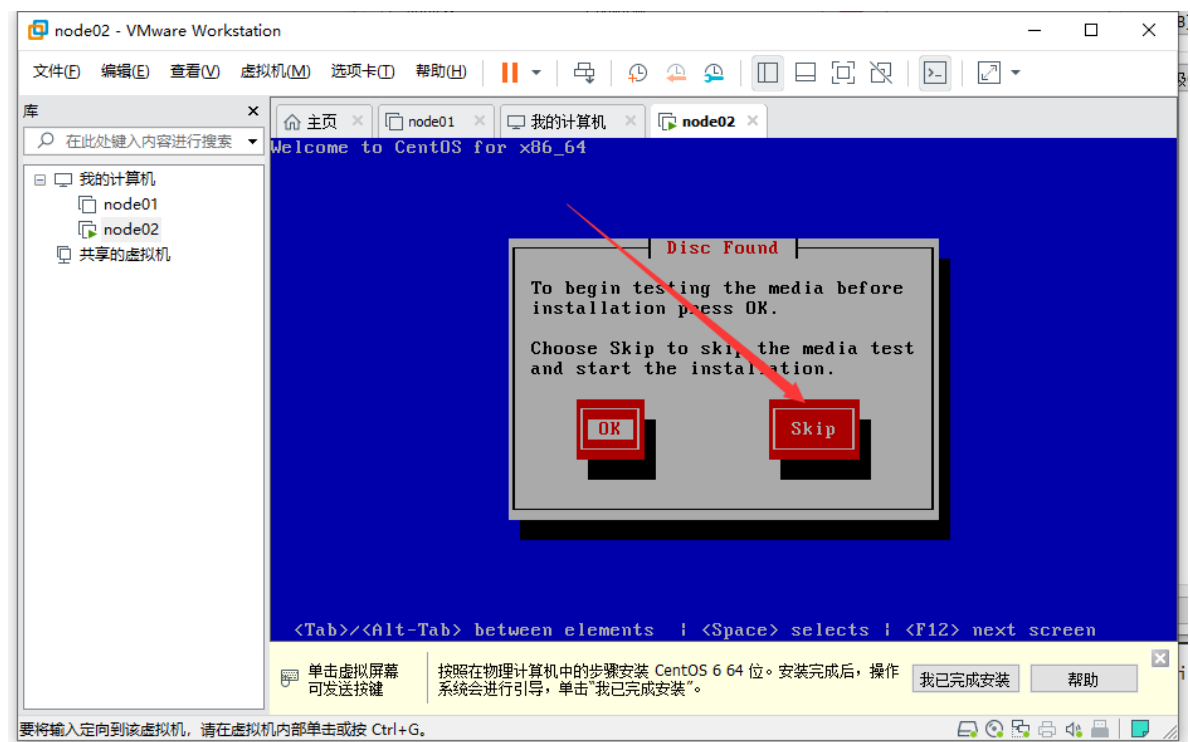 node02 - VMware Workstation
文件(F) 编辑(E) 查看(V) 虚拟机(M) 选项卡(T) 帮助(H)
库
在此处键入内容进行搜索
我的计算机
node01
node02
共享的虚拟机
主页 node01 我的计算机 node02
Welcome to CentOS for x86_64
Disc Found
To begin testing the media before
installation press OK.
Choose Skip to skip the media test
and start the installation.
OK Skip
<Tab>/<Alt-Tab> between elements | <Space> selects | <F12> next screen
单击虚拟屏幕
可发送按键
按照在物理计算机中的步骤安装 CentOS 6 64 位。安装完成后，操作
系统会进行引导，单击“我已完成安装”。
我已完成安装 帮助
要将输入定向到该虚拟机，请在虚拟机内部单击或按 Ctrl+G。